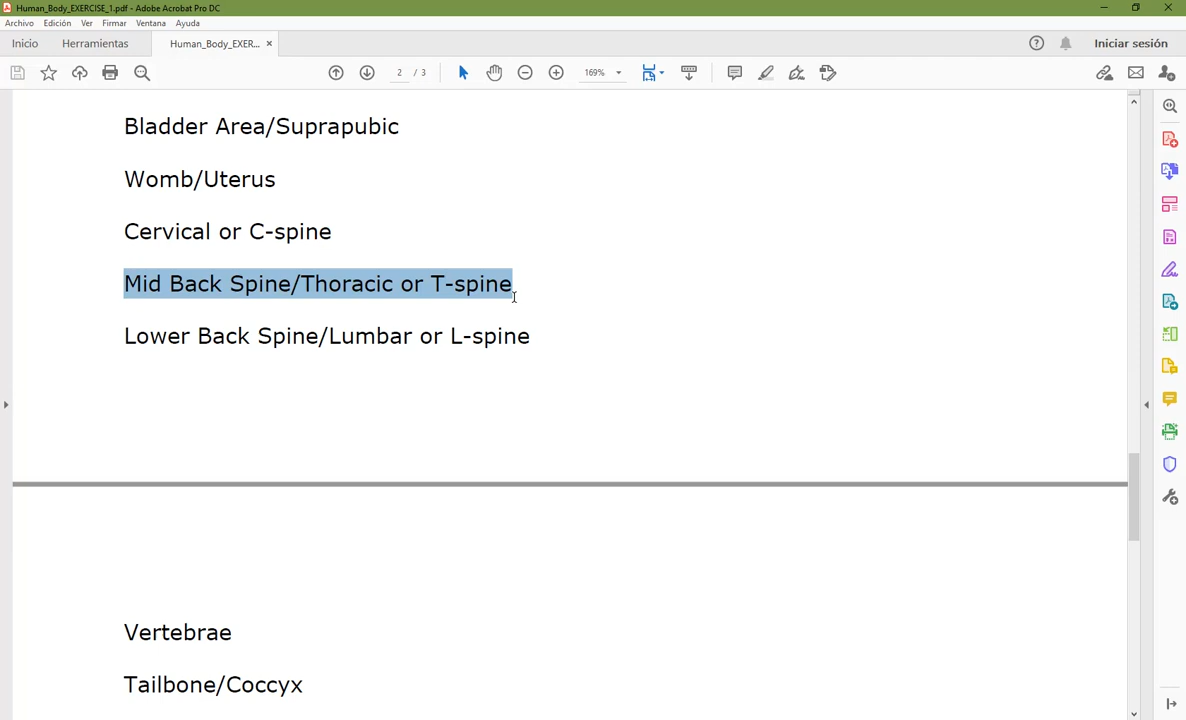 Human_Body_EXERCISE_1.pdf - Adobe Acrobat Pro DC
Archivo Edición Ver Firmar Ventana Ayuda
Inicio Herramientas Human_Body_EXER... × Iniciar sesión
2 / 3 169%
Bladder Area/Suprapubic
Womb/Uterus
Cervical or C-spine
Mid Back Spine/Thoracic or T-spine
Lower Back Spine/Lumbar or L-spine
Vertebrae
Tailbone/Coccyx